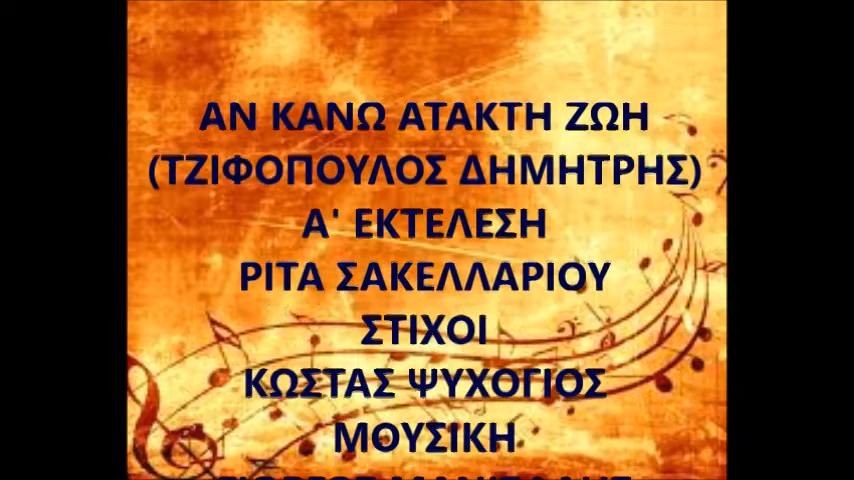 ΑΝ ΚΑΝΩ ΑΤΑΚΤΗ ΖΩΗ
(ΤΖΙΦΟΠΟΥΛΟΣ ΔΗΜΗΤΡΗΣ)
Α' ΕΚΤΕΛΕΣΗ
ΡΙΤΑ ΣΑΚΕΛΛΑΡΙΟΥ
ΣΤΙΧΟΙ
ΚΩΣΤΑΣ ΨΥΧΟΓΙΟΣ
ΜΟΥΣΙΚΗ